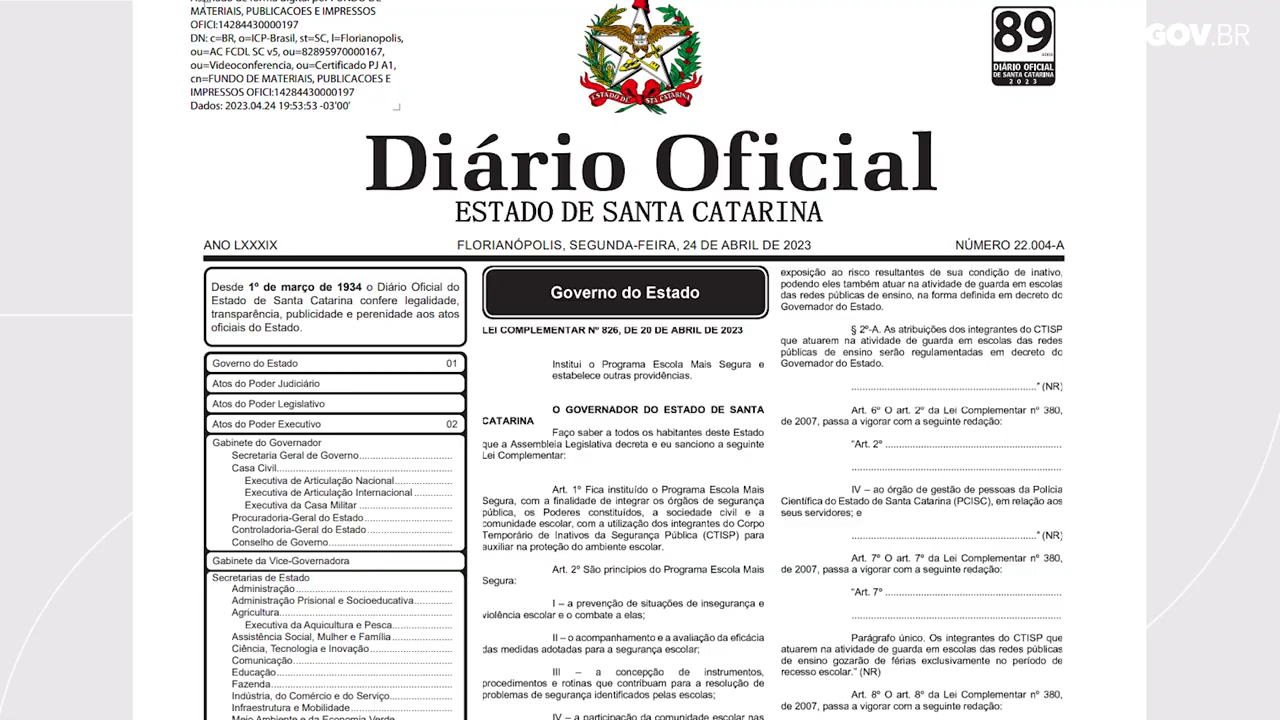 MATERIAIS, PUBLICACOES E IMPRESSOS
OFICI:14284430000197
DN: c=BR, o=ICP-Brasil, st=SC, l=Florianopolis,
ou=AC FCDL SC v5, ou=82895970000167,
ou=Videoconferencia, ou=Certificado PJ A1,
cn=FUNDO DE MATERIAIS, PUBLICACOES E
IMPRESSOS OFICI:14284430000197
Dados: 2023.04.24 19:53:53 -03'00'
ESTADO DE STA CATARINA
89
ANOS
DIÁRIO OFICIAL
DE SANTA CATARINA
2023
GOV.BR
Diário Oficial
ESTADO DE SANTA CATARINA
ANO LXXXIX
FLORIANÓPOLIS, SEGUNDA-FEIRA, 24 DE ABRIL DE 2023
NÚMERO 22.004-A
Desde 1º de março de 1934 o Diário Oficial do
Estado de Santa Catarina confere legalidade,
transparência, publicidade e perenidade aos atos
oficiais do Estado.
Governo do Estado 01
Atos do Poder Judiciário
Atos do Poder Legislativo
Atos do Poder Executivo 02
Gabinete do Governador
Secretaria Geral de Governo
Casa Civil
Executiva de Articulação Nacional
Executiva de Articulação Internacional
Executiva da Casa Militar
Procuradoria-Geral do Estado
Controladoria-Geral do Estado
Conselho de Governo
Gabinete da Vice-Governadora
Secretarias de Estado
Administração
Administração Prisional e Socioeducativa
Agricultura
Executiva da Aquicultura e Pesca
Assistência Social, Mulher e Família
Ciência, Tecnologia e Inovação
Comunicação
Educação
Fazenda
Indústria, do Comércio e do Serviço
Infraestrutura e Mobilidade
Meio Ambiente e da Economia Verde
Governo do Estado
LEI COMPLEMENTAR Nº 826, DE 20 DE ABRIL DE 2023
Institui o Programa Escola Mais Segura e
estabelece outras providências.
O GOVERNADOR DO ESTADO DE SANTA
CATARINA
Faço saber a todos os habitantes deste Estado
que a Assembleia Legislativa decreta e eu sanciono a seguinte
Lei Complementar:
Art. 1º Fica instituído o Programa Escola Mais
Segura, com a finalidade de integrar os órgãos de segurança
pública, os Poderes constituídos, a sociedade civil e a
comunidade escolar, com a utilização dos integrantes do Corpo
Temporário de Inativos da Segurança Pública (CTISP) para
auxiliar na proteção do ambiente escolar.
Art. 2º São princípios do Programa Escola Mais
Segura:
I – a prevenção de situações de insegurança e
violência escolar e o combate a elas;
II – o acompanhamento e a avaliação da eficácia
das medidas adotadas para a segurança escolar;
III – a concepção de instrumentos,
procedimentos e rotinas que contribuam para a resolução de
problemas de segurança identificados pelas escolas;
IV – a participação da comunidade escolar nas
exposição ao risco resultantes de sua condição de inativo,
podendo eles também atuar na atividade de guarda em escolas
das redes públicas de ensino, na forma definida em decreto do
Governador do Estado.
§ 2º-A. As atribuições dos integrantes do CTISP
que atuarem na atividade de guarda em escolas das redes
públicas de ensino serão regulamentadas em decreto do
Governador do Estado.
" (NR)
Art. 6º O art. 2º da Lei Complementar nº 380,
de 2007, passa a vigorar com a seguinte redação:
“Art. 2º
IV – ao órgão de gestão de pessoas da Polícia
Científica do Estado de Santa Catarina (PCISC), em relação aos
seus servidores; e
" (NR)
Art. 7º O art. 7º da Lei Complementar nº 380,
de 2007, passa a vigorar com a seguinte redação:
“Art. 7º
Parágrafo único. Os integrantes do CTISP que
atuarem na atividade de guarda em escolas das redes públicas
de ensino gozarão de férias exclusivamente no período de
recesso escolar.” (NR)
Art. 8º O art. 8º da Lei Complementar nº 380,
de 2007, passa a vigorar com a seguinte redação: